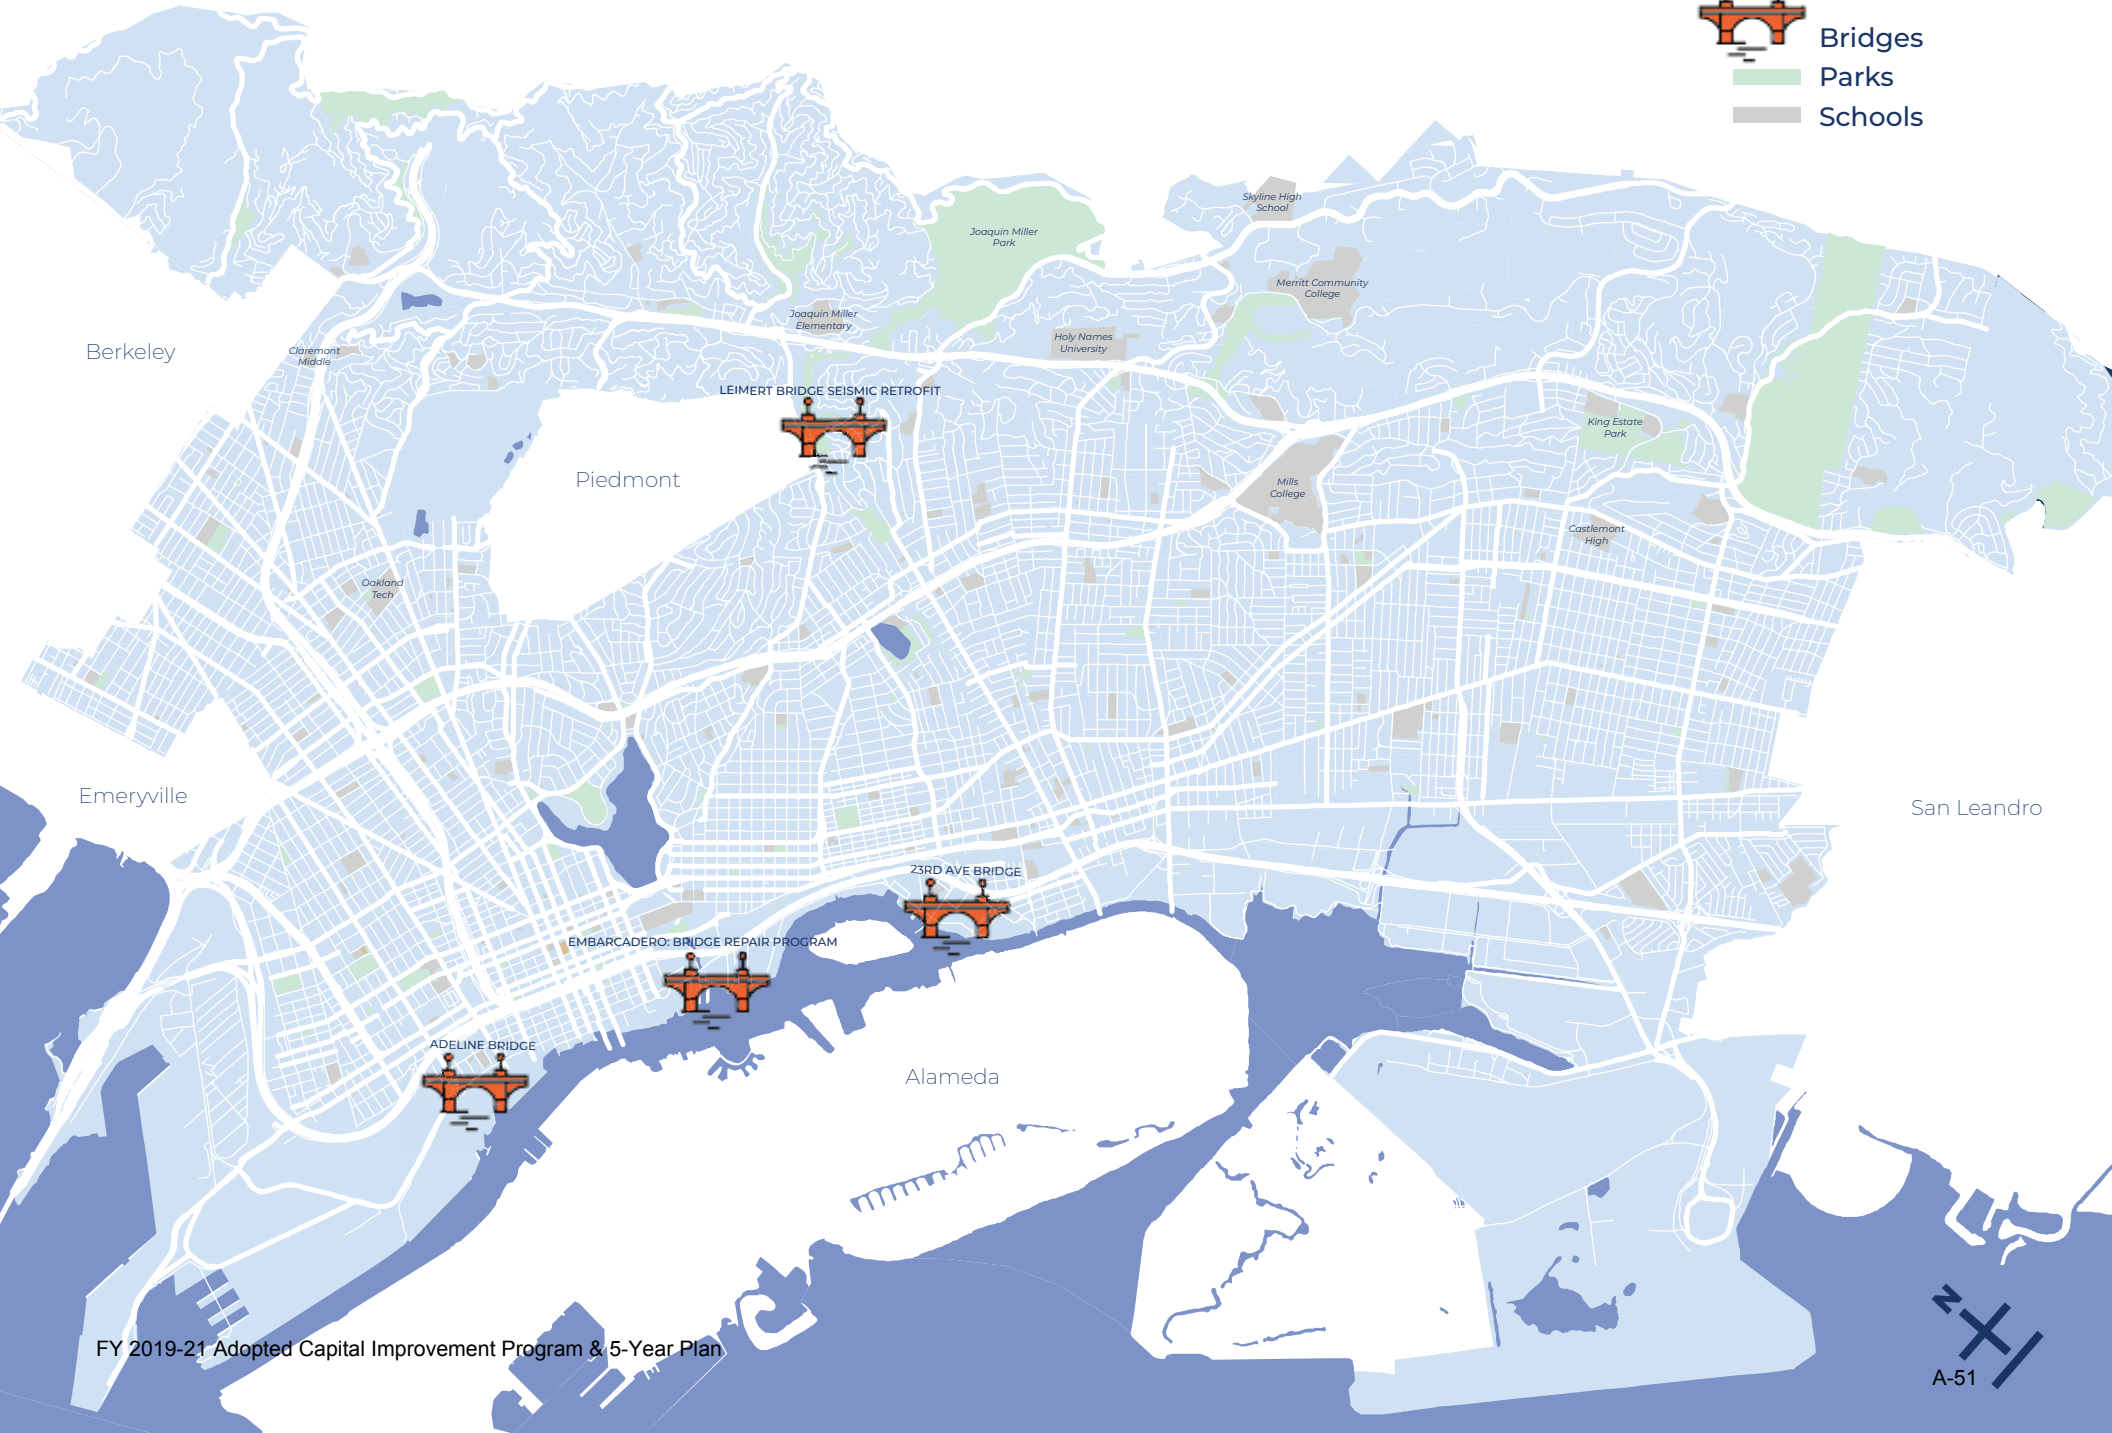 Bridges
Parks
Schools
Skyline High
School
Joaquin Miller
Park
Merritt Community
College
Joaquin Miller
Elementary
Holy Names
University
Berkeley
Claremont
Middle
LEIMERT BRIDGE SEISMIC RETROFIT
King Estate
Park
Piedmont
Mills
College
Castlemont
High
Oakland
Tech
Emeryville
San Leandro
23RD AVE BRIDGE
EMBARCADERO: BRIDGE REPAIR PROGRAM
ADELINE BRIDGE
Alameda
N
FY 2019-21 Adopted Capital Improvement Program & 5-Year Plan
A-51